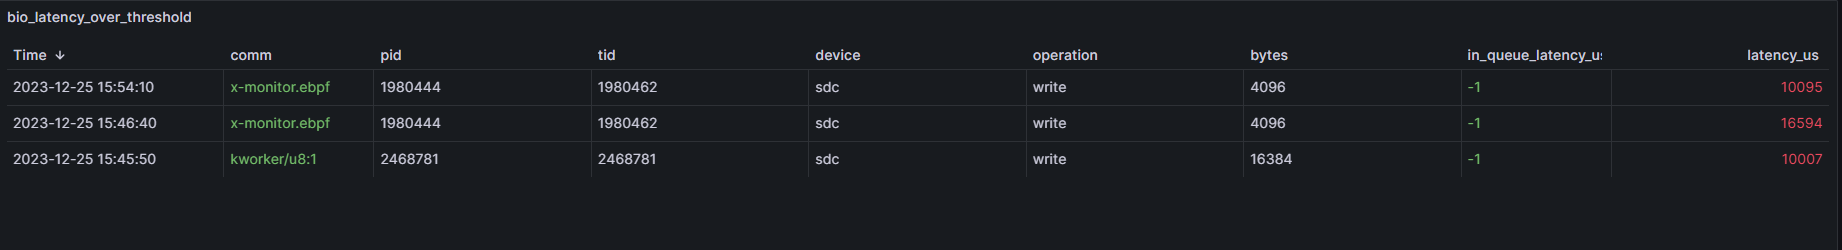 bio_latency_over_threshold
Time ↓ comm pid tid device operation bytes in_queue_latency_us latency_us
2023-12-25 15:54:10 x-monitor.ebpf 1980444 1980462 sdc write 4096 -1 10095
2023-12-25 15:46:40 x-monitor.ebpf 1980444 1980462 sdc write 4096 -1 16594
2023-12-25 15:45:50 kworker/u8:1 2468781 2468781 sdc write 16384 -1 10007